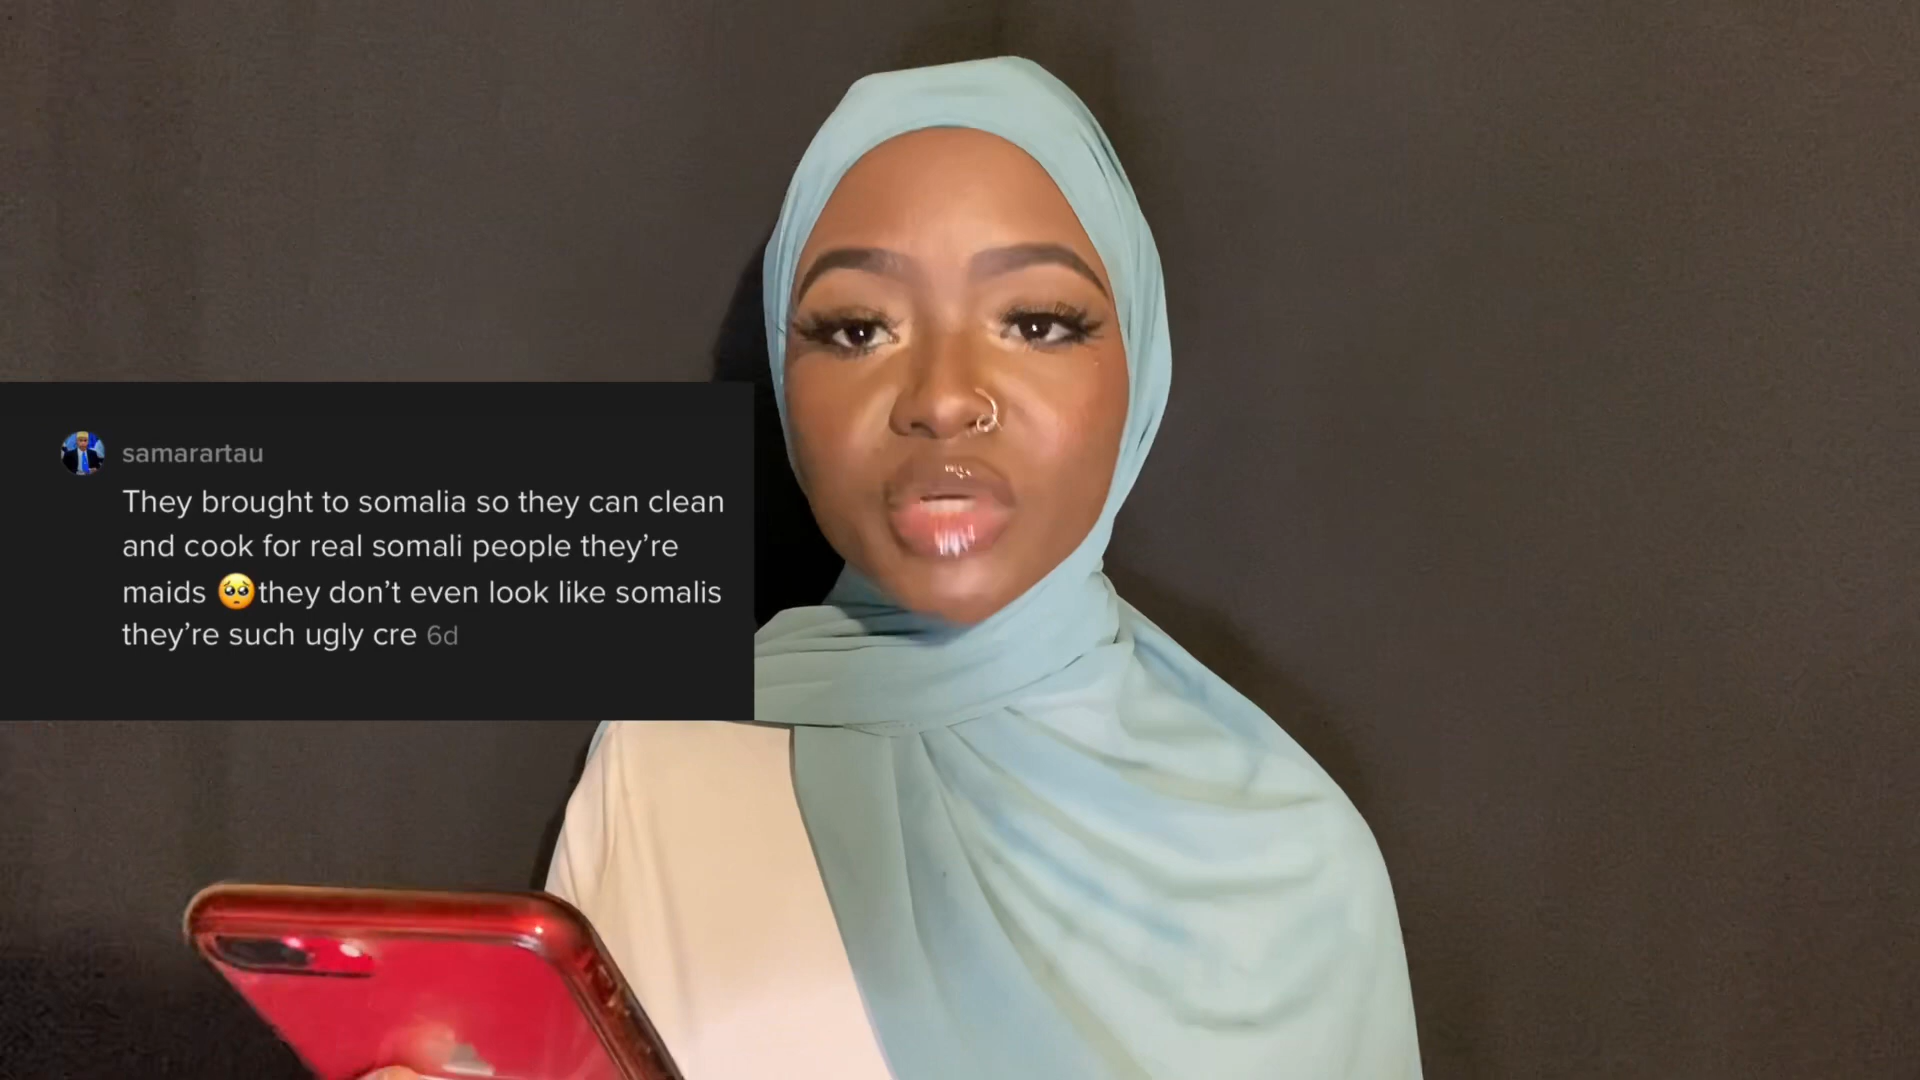 samarartau
They brought to somalia so they can clean
and cook for real somali people they’re
maids 🥺they don’t even look like somalis
they’re such ugly cre 6d